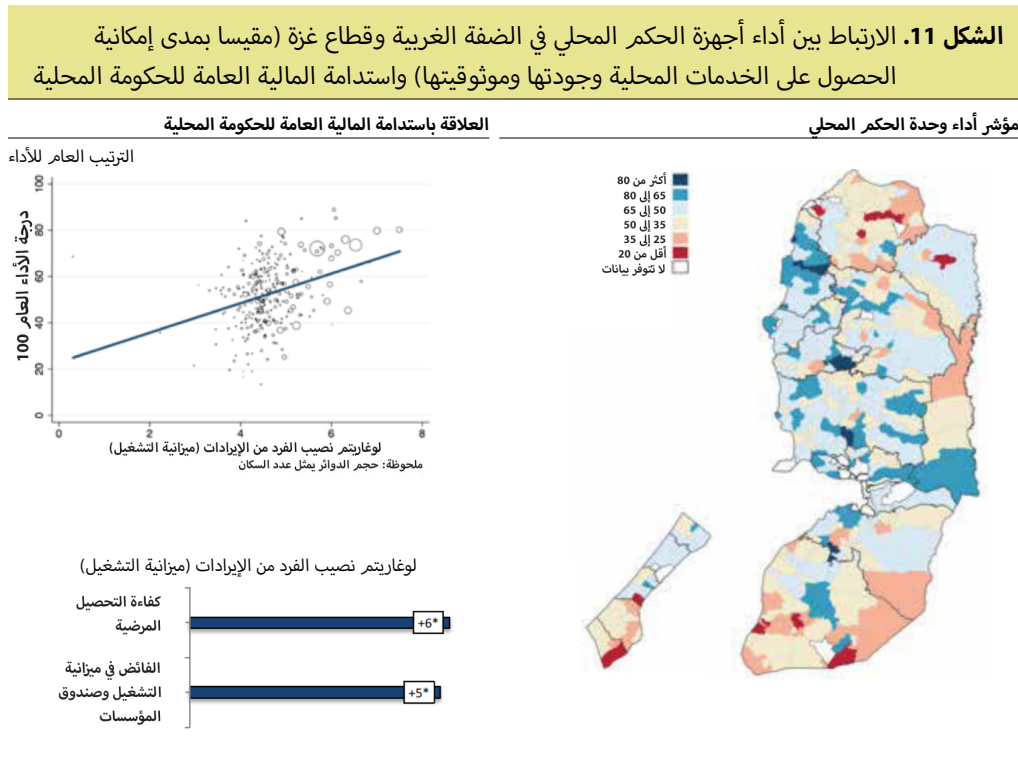 الشكل 11. الارتباط بين أداء أجهزة الحكم المحلي في الضفة الغربية وقطاع غزة (مقيسا بمدى إمكانية
الحصول على الخدمات المحلية وجودتها وموثوقيتها) واستدامة المالية العامة للحكومة المحلية
مؤشر أداء وحدة الحكم المحلي
أكثر من 80
65 إلى 80
50 إلى 65
35 إلى 50
25 إلى 35
أقل من 20
لا تتوفر بيانات
العلاقة باستدامة المالية العامة للحكومة المحلية
الترتيب العام للأداء
درجة الأداء العام 100
100
80
60
40
20
0
0 2 4 6 8
لوغاريتم نصيب الفرد من الإيرادات (ميزانية التشغيل)
ملحوظة: حجم الدوائر يمثل عدد السكان
لوغاريتم نصيب الفرد من الإيرادات (ميزانية التشغيل)
كفاءة التحصيل
المرضية
+6*
الفائض في ميزانية
التشغيل وصندوق
المؤسسات
+5*